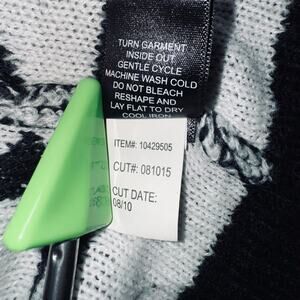 TURN GARMENT
INSIDE OUT
GENTLE CYCLE
MACHINE WASH COLD
DO NOT BLEACH
RESHAPE AND
LAY FLAT TO DRY
COOL IRON
ITEM#: 10429505
CUT#: 081015
CUT DATE:
08/10